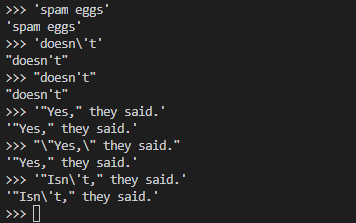 >>> 'spam eggs'
'spam eggs'
>>> 'doesn\'t'
"doesn't"
>>> "doesn't"
"doesn't"
>>> '"Yes," they said.'
'"Yes," they said.'
>>> "\"Yes,\" they said."
'"Yes," they said.'
>>> '"Isn\'t," they said.'
'"Isn\'t," they said.'
>>>